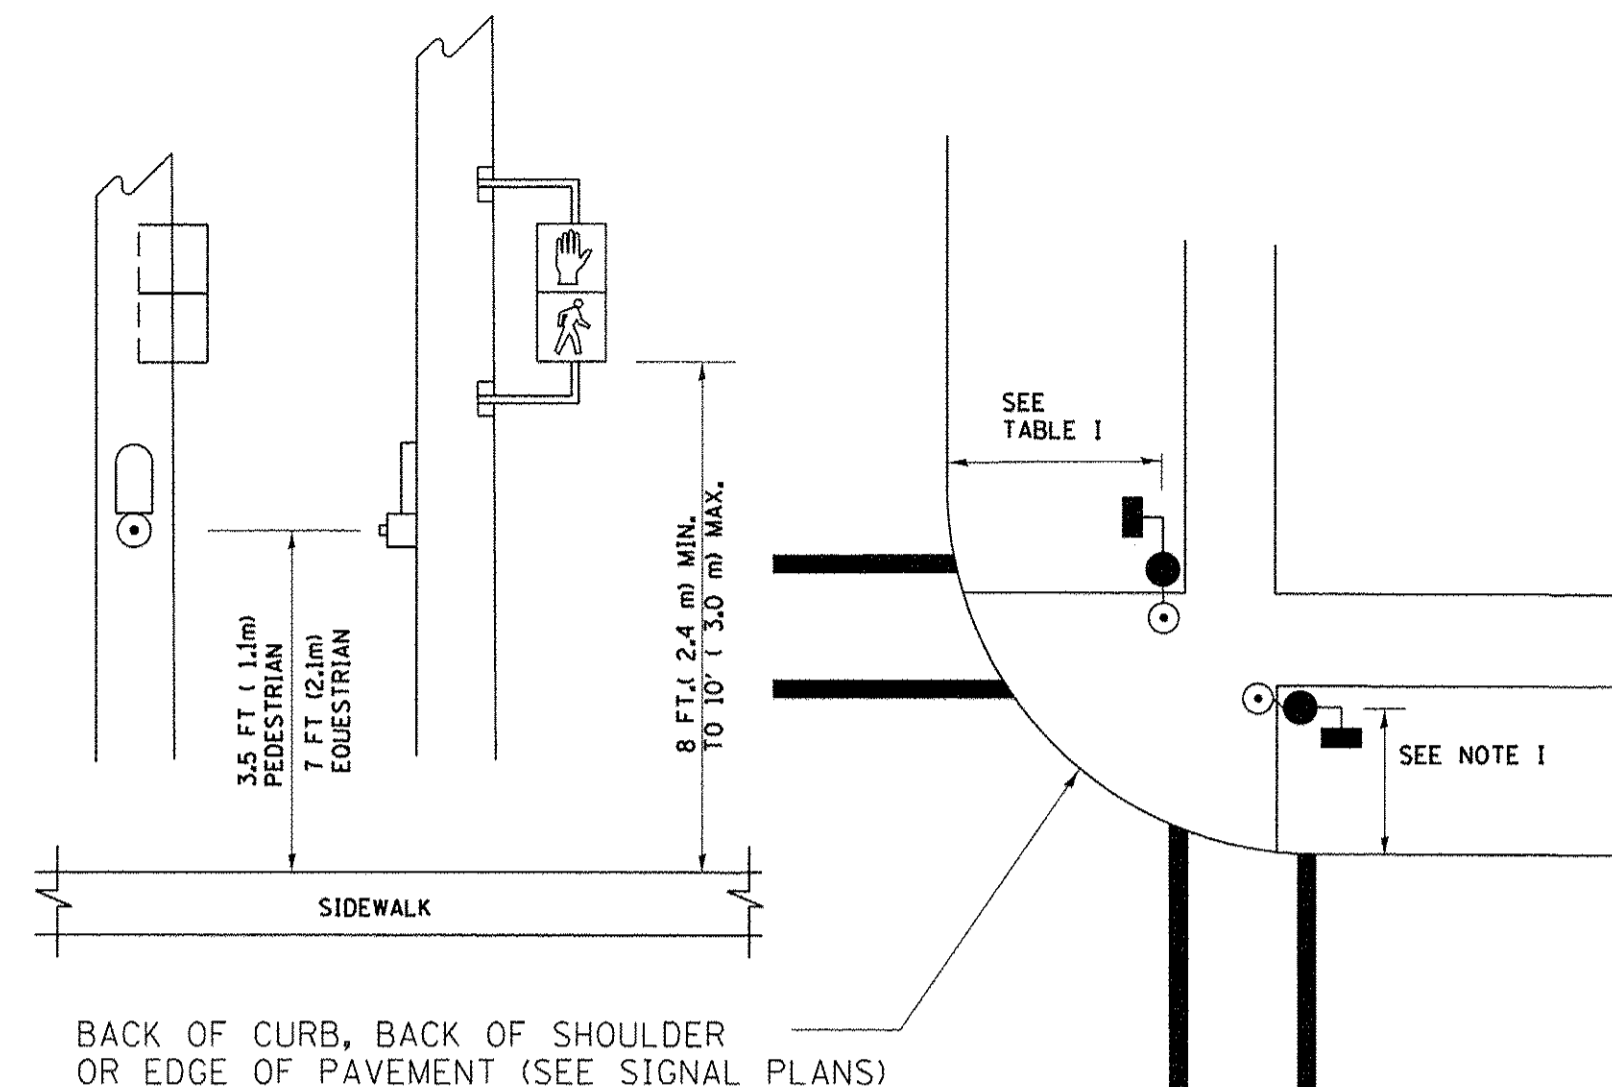 SEE
TABLE I
3.5 FT ( 1.1m)
PEDESTRIAN
7 FT (2.1m)
EQUESTRIAN
8 FT.( 2.4 m) MIN.
TO 10' ( 3.0 m) MAX.
SEE NOTE I
SIDEWALK
BACK OF CURB, BACK OF SHOULDER
OR EDGE OF PAVEMENT (SEE SIGNAL PLANS)